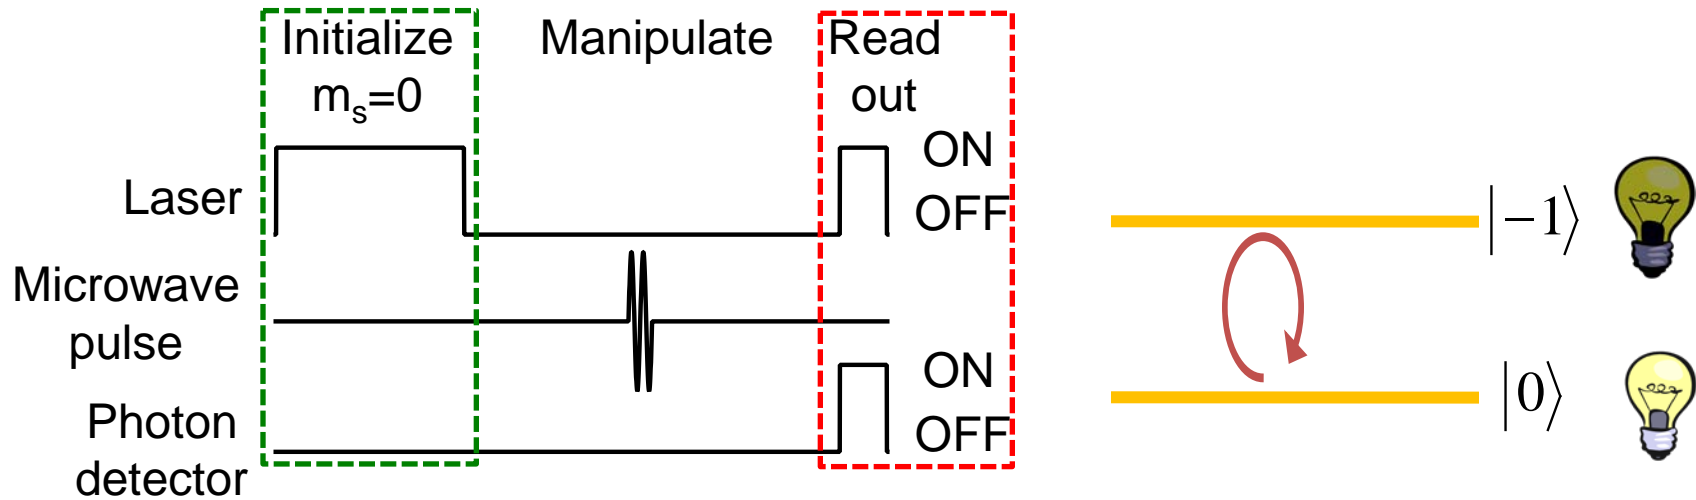 Initialize
mₛ=0
Manipulate
Read
out
Laser
ON
OFF
Microwave
pulse
Photon
detector
ON
OFF
|−1⟩
|0⟩